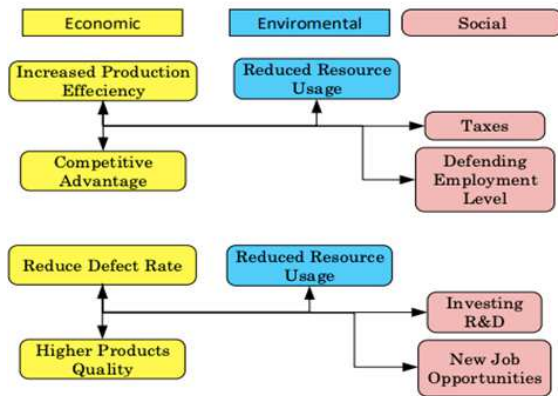 Economic
Enviromental
Social
Increased Production
Effeciency
Reduced Resource
Usage
Taxes
Competitive
Advantage
Defending
Employment
Level
Reduce Defect Rate
Reduced Resource
Usage
Investing
R&D
Higher Products
Quality
New Job
Opportunities